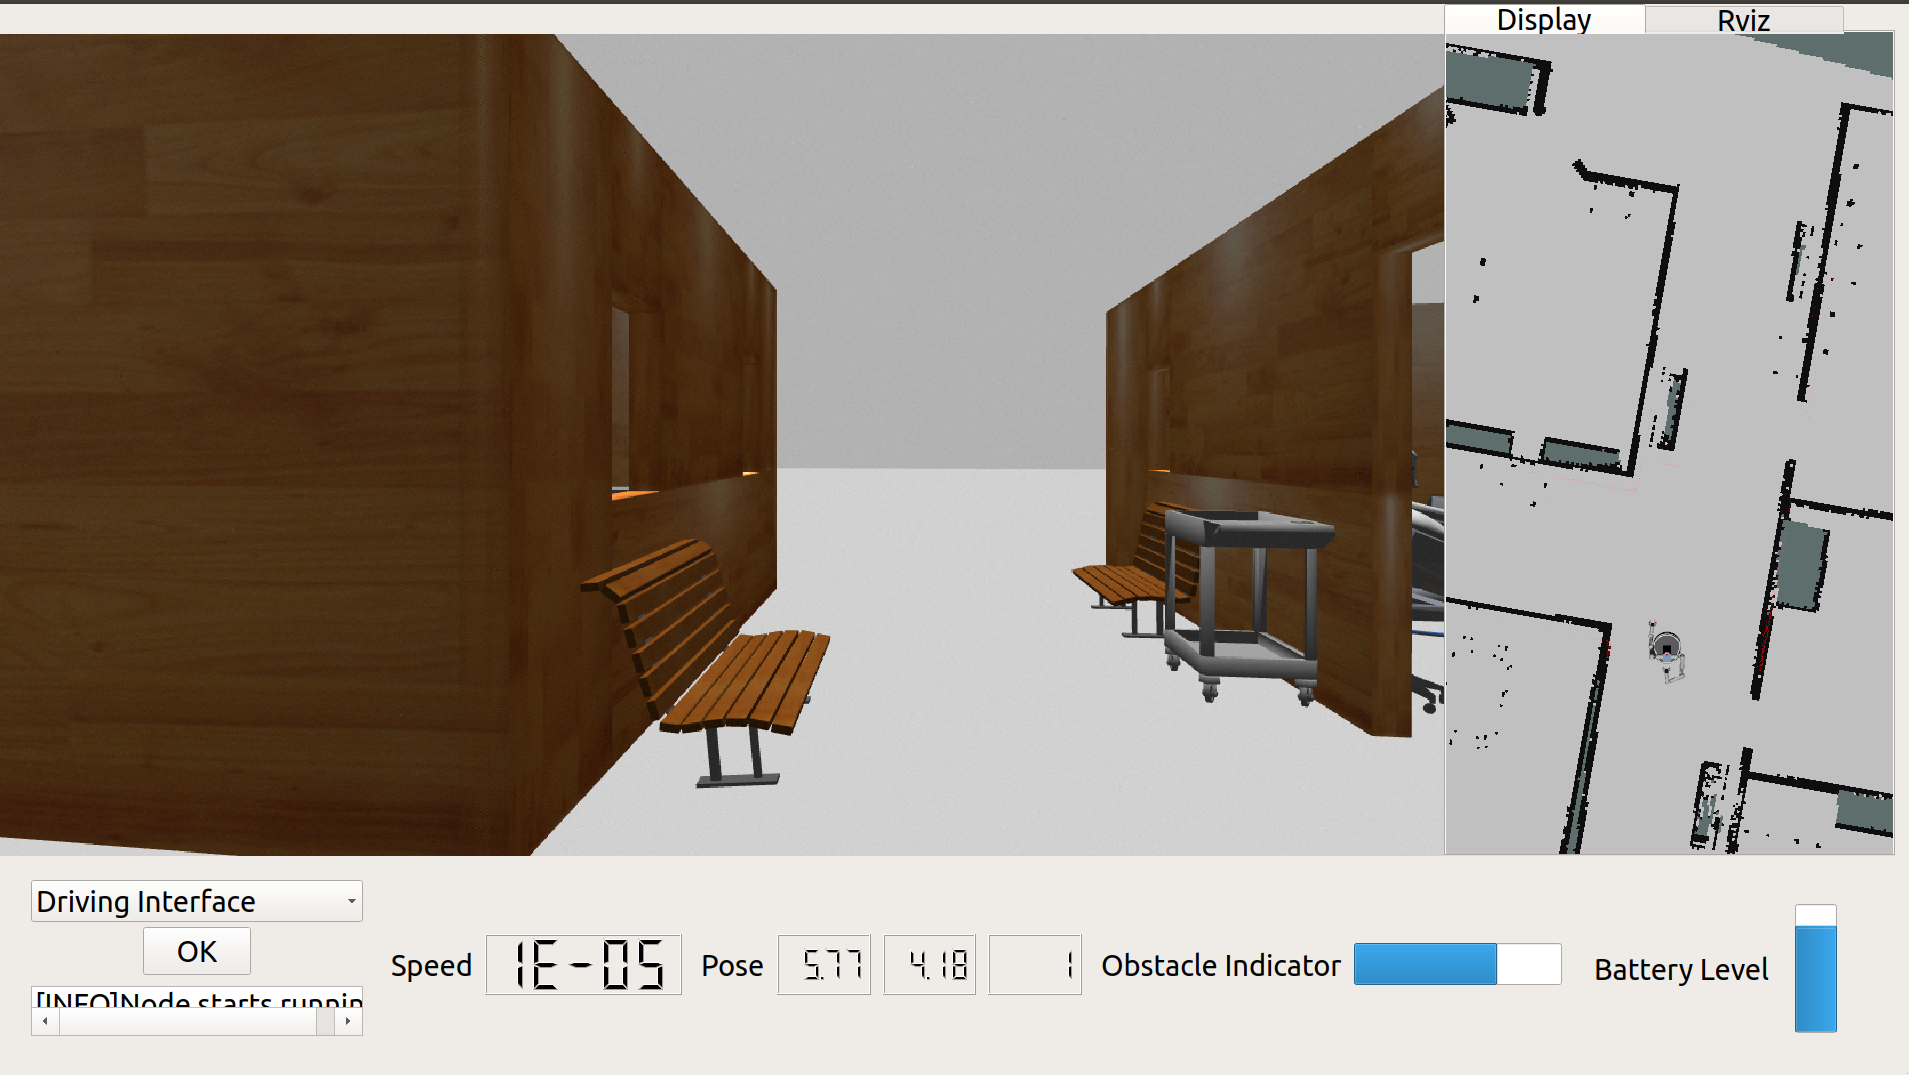 Display Rviz
Driving Interface
OK
[INFO]Node starts runnin
Speed 1E-05 Pose 5.77 4.18 1 Obstacle Indicator Battery Level